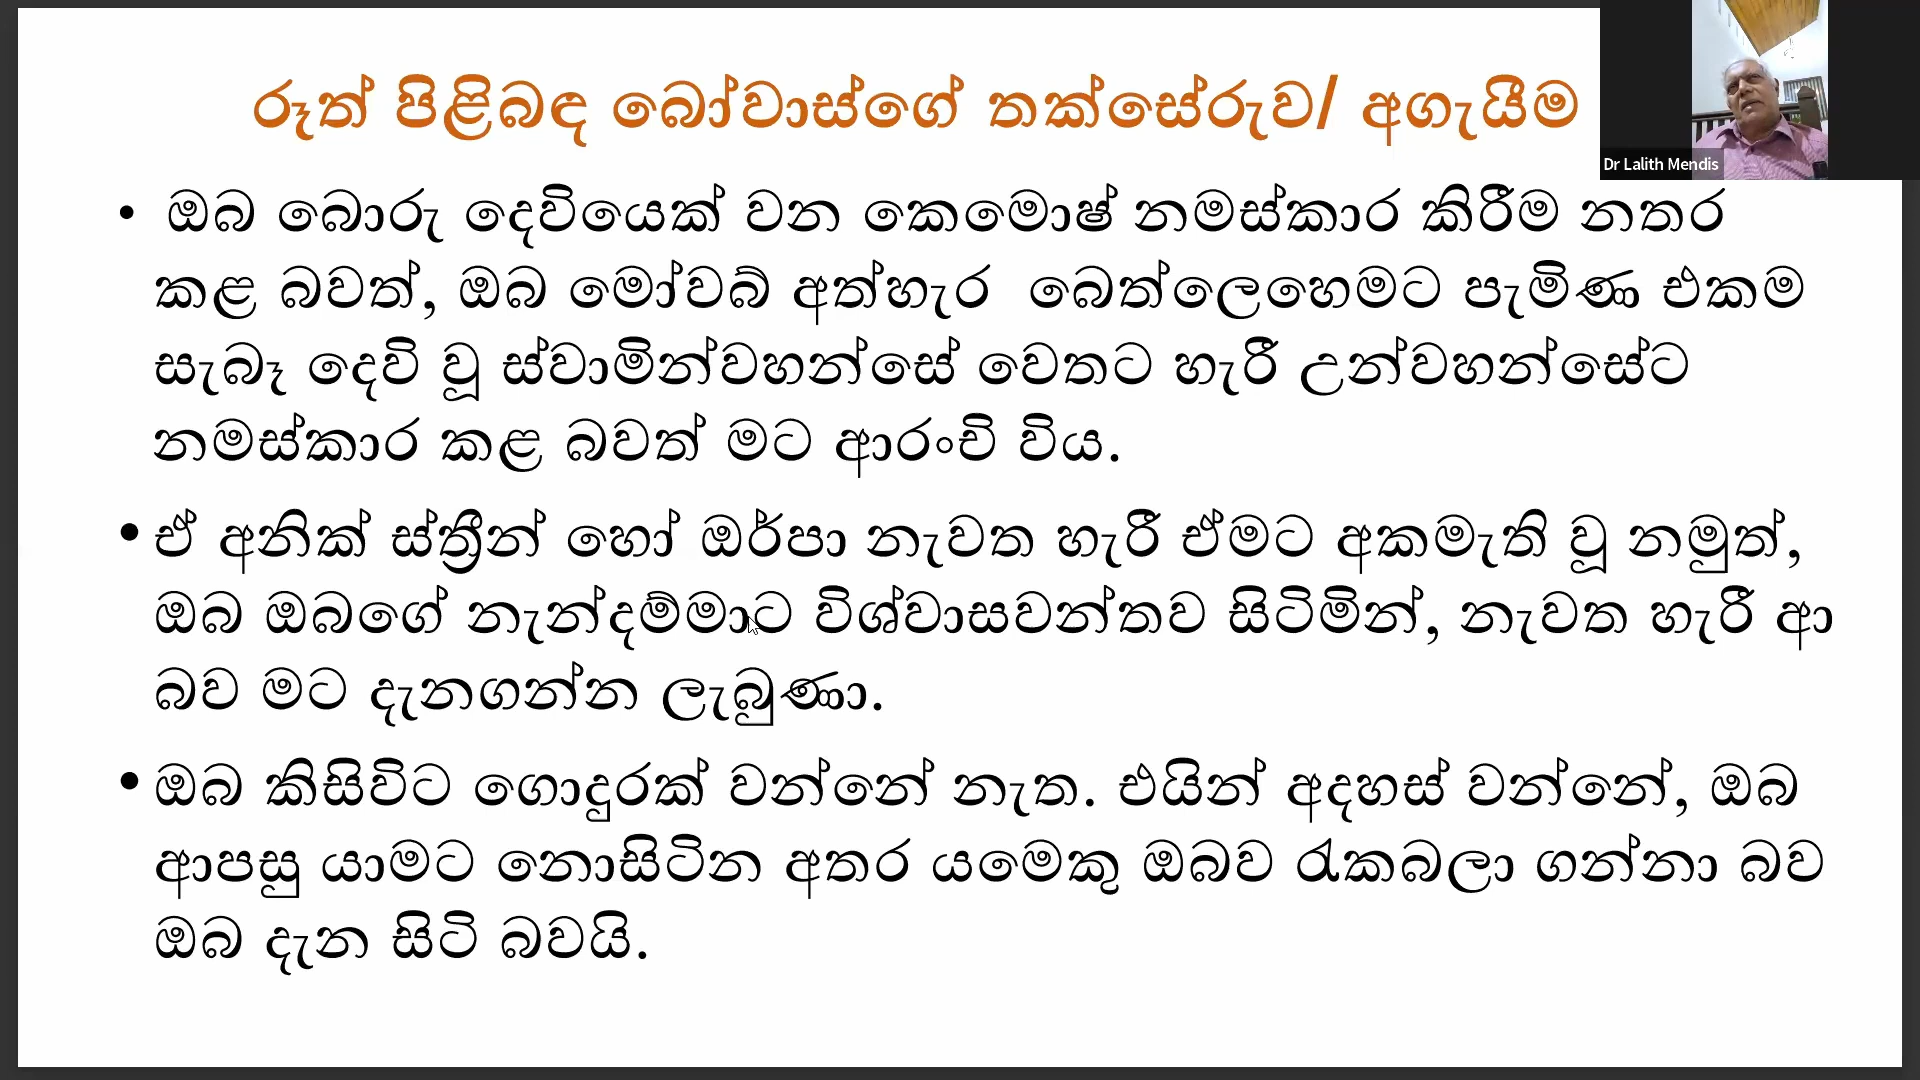 රූත් පිළිබඳ බෝවාස්ගේ තක්සේරුව/ අගැයීම
Dr Lalith Mendis
• ඔබ බොරු දෙවියෙක් වන කෙමොෂ් නමස්කාර කිරීම නතර
කළ බවත්, ඔබ මෝවබ් අත්හැර බෙත්ලෙහෙමට පැමිණ එකම
සැබෑ දෙවි වූ ස්වාමින්වහන්සේ වෙතට හැරී උන්වහන්සේට
නමස්කාර කළ බවත් මට ආරංචි විය.
• ඒ අනික් ස්ත්‍රීන් හෝ ඔර්පා නැවත හැරී ඒමට අකමැති වූ නමුත්,
ඔබ ඔබගේ නැන්දම්මාට විශ්වාසවන්තව සිටිමින්, නැවත හැරී ආ
බව මට දැනගන්න ලැබුණා.
• ඔබ කිසිවිට ගොදුරක් වන්නේ නැත. එයින් අදහස් වන්නේ, ඔබ
ආපසු යාමට නොසිටින අතර යමෙකු ඔබව රැකබලා ගන්නා බව
ඔබ දැන සිටි බවයි.